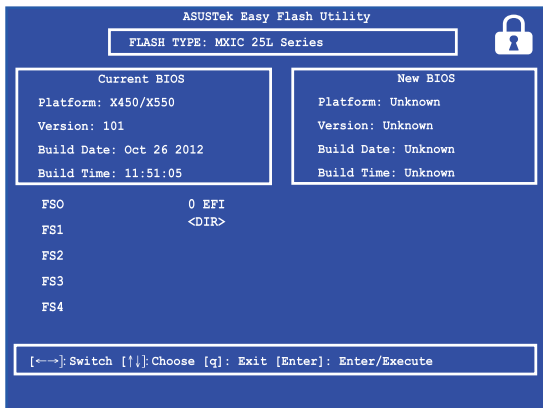 ASUSTek Easy Flash Utility
FLASH TYPE: MXIC 25L Series
Current BIOS
Platform: X450/X550
Version: 101
Build Date: Oct 26 2012
Build Time: 11:51:05
New BIOS
Platform: Unknown
Version: Unknown
Build Date: Unknown
Build Time: Unknown
FSO
FS1
FS2
FS3
FS4
0 EFI
<DIR>
[←→]: Switch [↑↓]: Choose [q]: Exit [Enter]: Enter/Execute